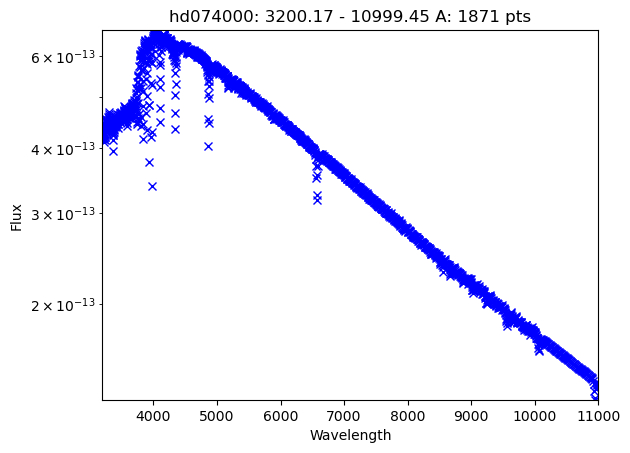 hd074000: 3200.17 - 10999.45 A: 1871 pts
6 × 10⁻¹³
4 × 10⁻¹³
3 × 10⁻¹³
2 × 10⁻¹³
Flux
4000 5000 6000 7000 8000 9000 10000 11000
Wavelength